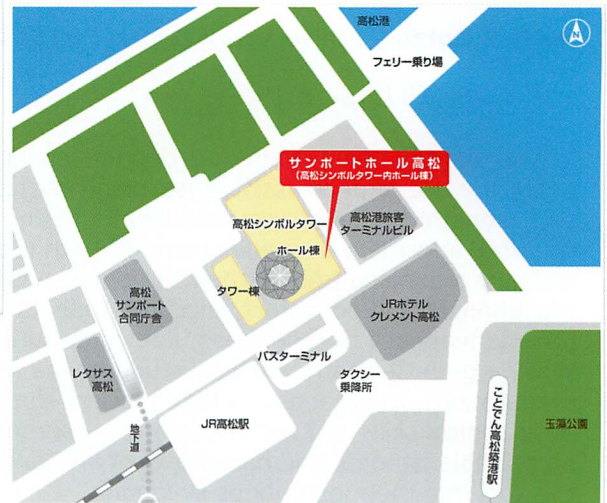 高松港
N
フェリー乗り場
サンポートホール高松
(高松シンボルタワー内ホール棟)
高松シンボルタワー
高松港旅客
ターミナルビル
ホール棟
タワー棟
高松
サンポート
合同庁舎
JRホテル
クレメント高松
バスターミナル
タクシー
乗降所
レクサス
高松
地下道
JR高松駅
ことでん高松築港駅
玉藻公園